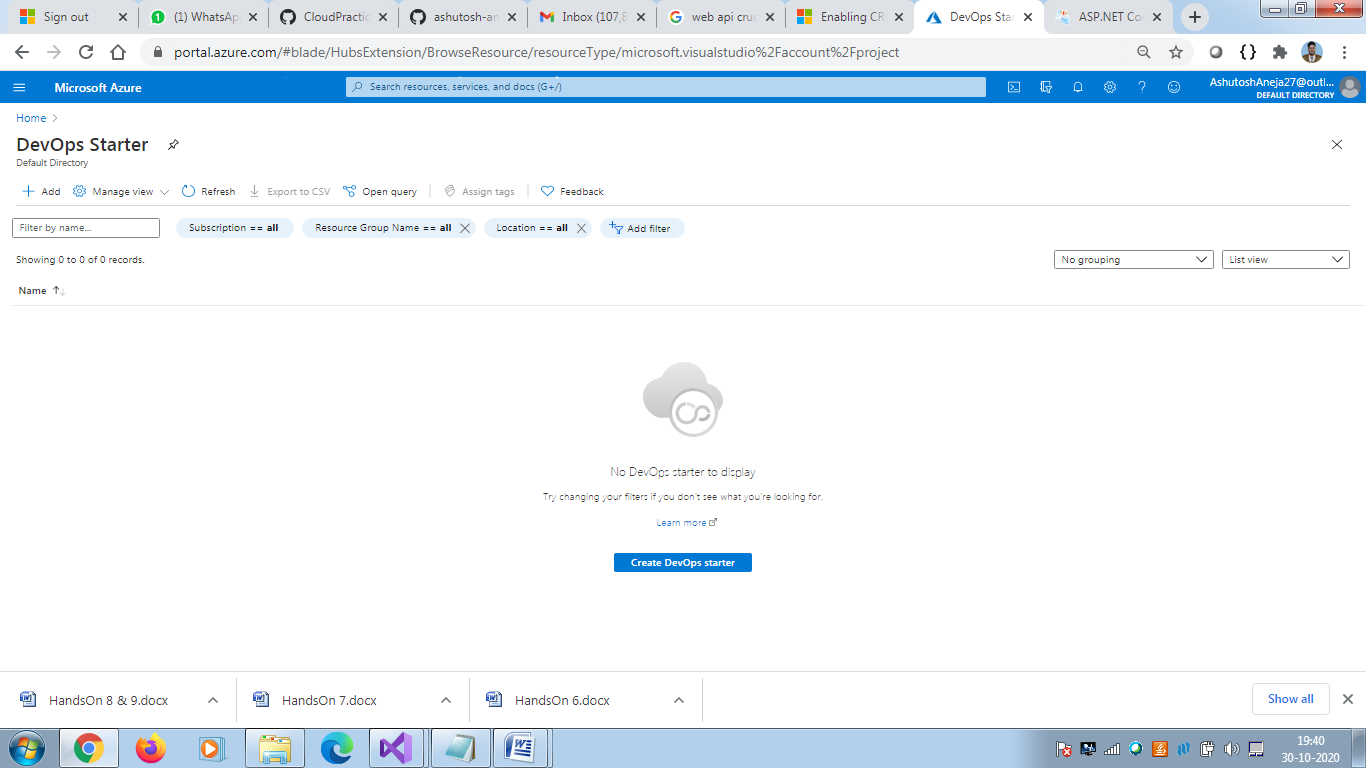 Sign out
(1) WhatsAp
CloudPractic
ashutosh-an
Inbox (107,8
web api crud
Enabling CR
DevOps Star
ASP.NET Co
portal.azure.com/#blade/HubsExtension/BrowseResource/resourceType/microsoft.visualstudio%2Faccount%2Fproject
Microsoft Azure
Search resources, services, and docs (G+/)
AshutoshAneja27@outl...
DEFAULT DIRECTORY
Home
DevOps Starter
Default Directory
Add
Manage view
Refresh
Export to CSV
Open query
Assign tags
Feedback
Filter by name...
Subscription == all
Resource Group Name == all
Location == all
Add filter
Showing 0 to 0 of 0 records.
No grouping
List view
Name
No DevOps starter to display
Try changing your filters if you don't see what you're looking for.
Learn more
Create DevOps starter
HandsOn 8 & 9.docx
HandsOn 7.docx
HandsOn 6.docx
Show all
19:40
30-10-2020